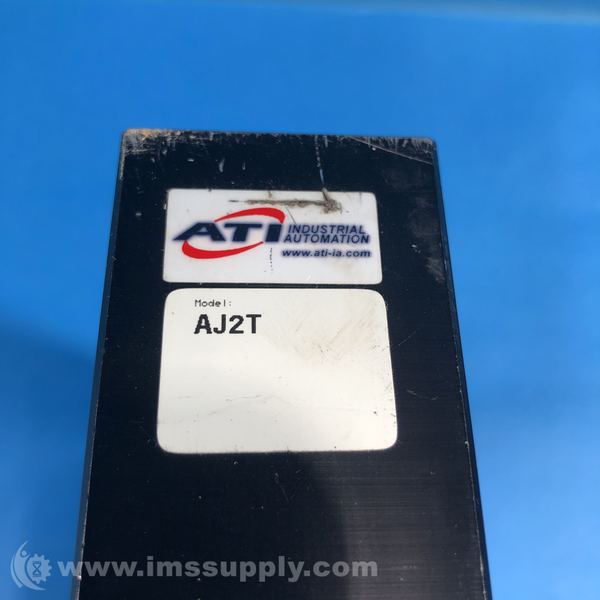 ATI INDUSTRIAL
AUTOMATION
www.ati-ia.com
Model:
AJ2T
www.imssupply.com